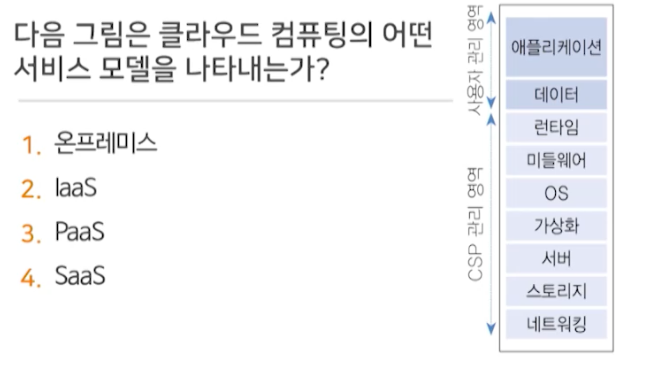 다음 그림은 클라우드 컴퓨팅의 어떤
서비스 모델을 나타내는가?
1. 온프레미스
2. IaaS
3. PaaS
4. SaaS
사용자 관리 영역
애플리케이션
데이터
CSP 관리 영역
런타임
미들웨어
OS
가상화
서버
스토리지
네트워킹